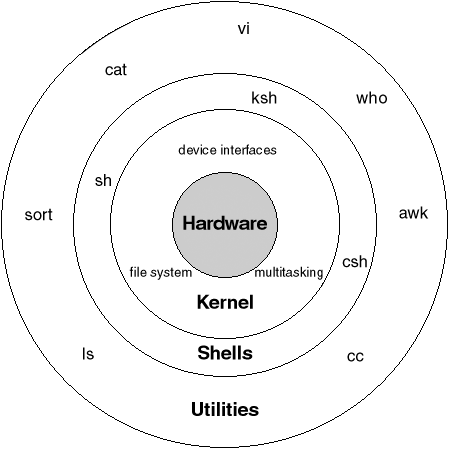 vi
cat
ksh
who
device interfaces
sh
sort
Hardware
awk
csh
file system
multitasking
Kernel
Shells
ls
cc
Utilities